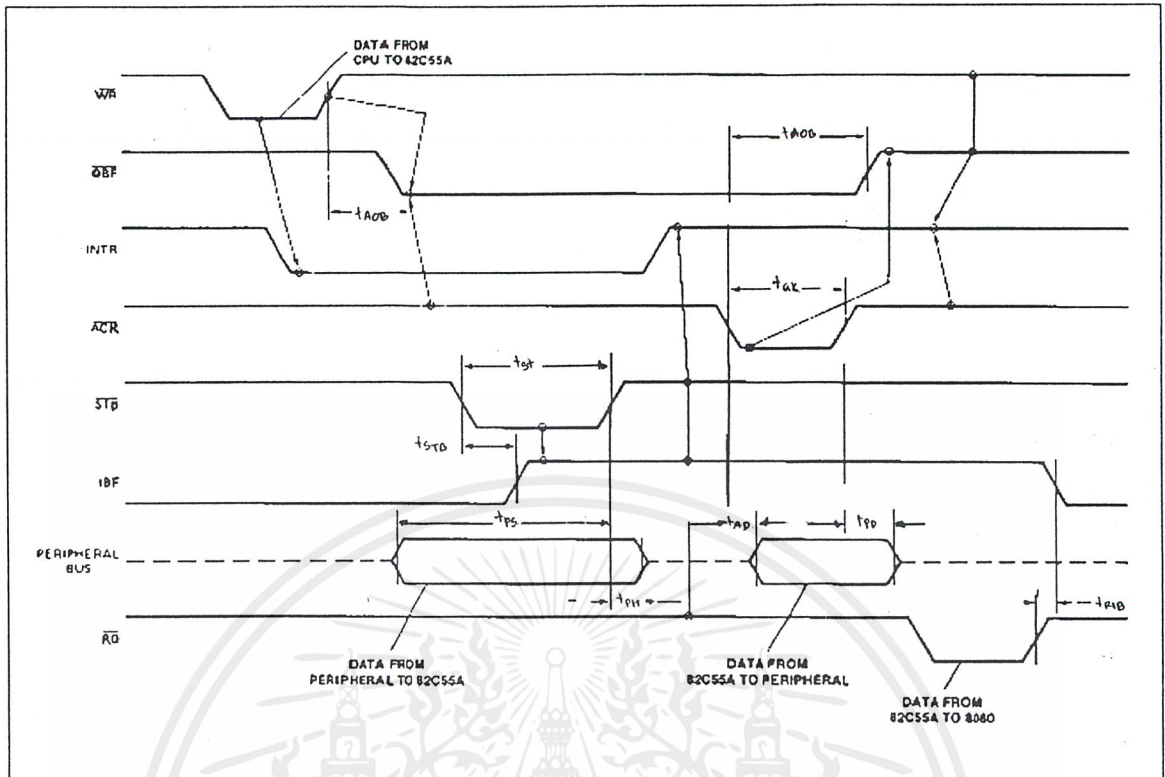 DATA FROM
CPU TO 82C55A
WR
OBF
tAOB
tAOB
INTR
tak
ACK
tST
STB
tSTB
IBF
tPS
tAD
tPD
PERIPHERAL
BUS
tPH
tRIB
RD
DATA FROM
PERIPHERAL TO 82C55A
DATA FROM
82C55A TO PERIPHERAL
DATA FROM
82C55A TO 8080